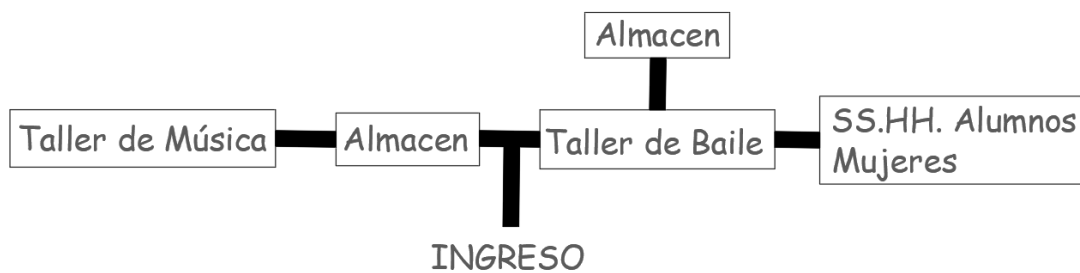 Almacen
Taller de Música
Almacen
Taller de Baile
SS.HH. Alumnos
Mujeres
INGRESO